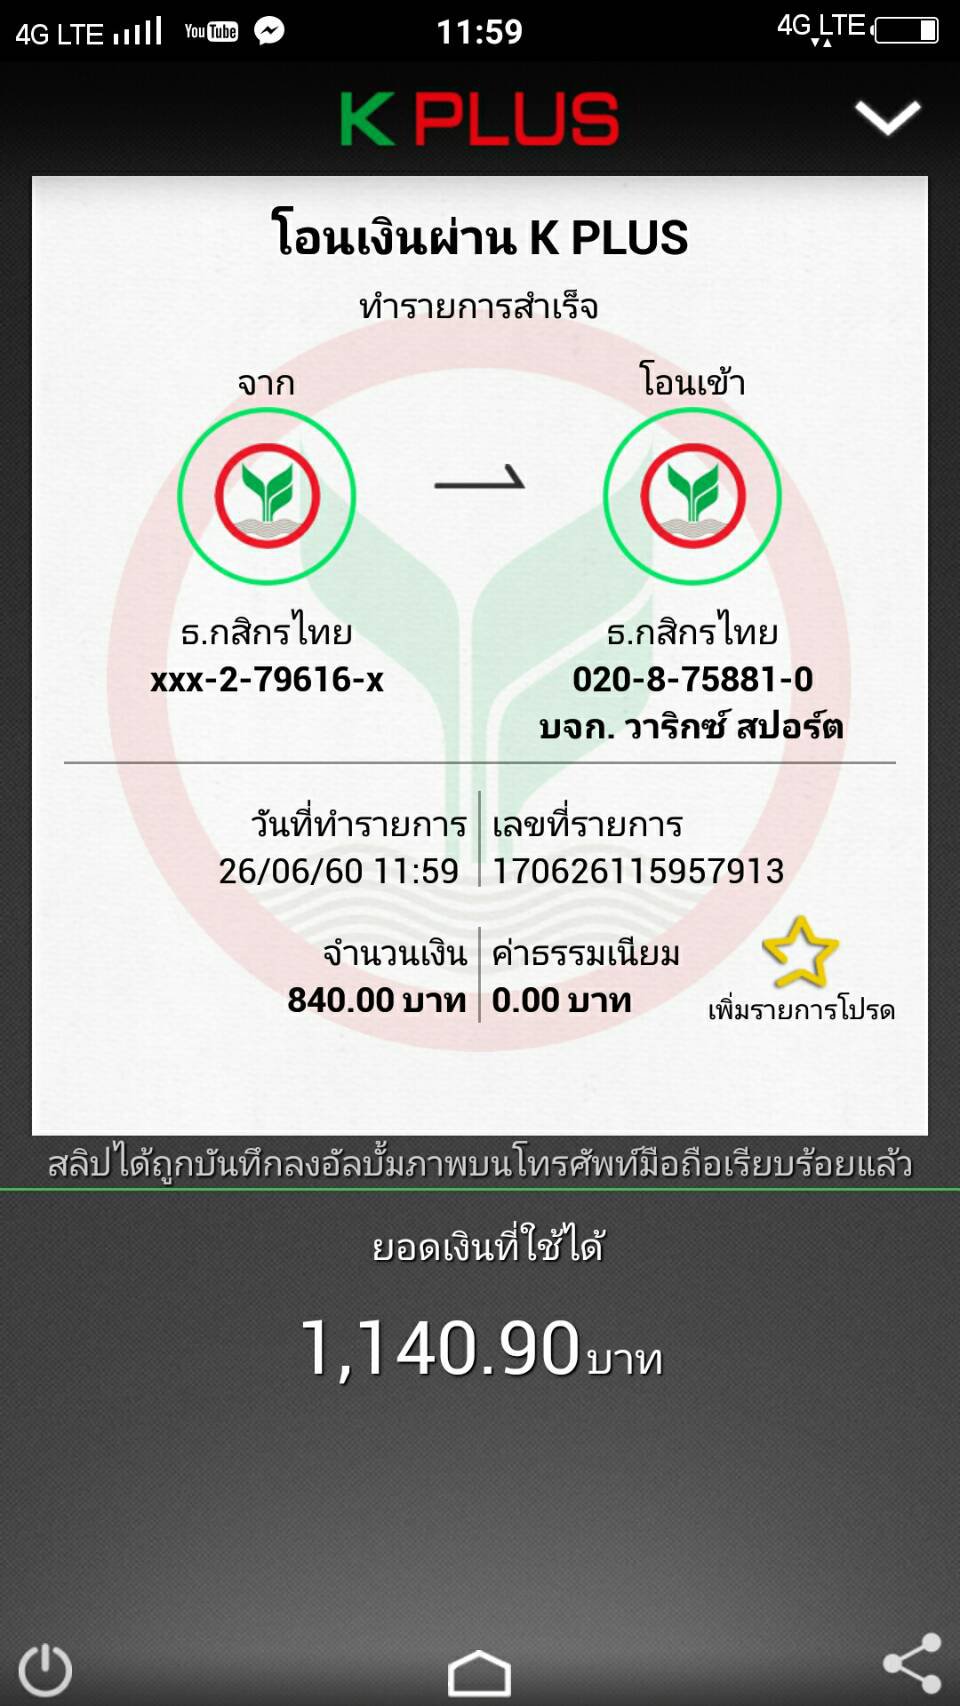 4G LTE YouTube 11:59 4G LTE
K PLUS
โอนเงินผ่าน K PLUS
ทำรายการสำเร็จ
จาก โอนเข้า
ธ.กสิกรไทย ธ.กสิกรไทย
xxx-2-79616-x 020-8-75881-0
บจก. วาริกซ์ สปอร์ต
วันที่ทำรายการ เลขที่รายการ
26/06/60 11:59 170626115957913
จำนวนเงิน ค่าธรรมเนียม
840.00 บาท 0.00 บาท
เพิ่มรายการโปรด
สลิปได้ถูกบันทึกลงอัลบั้มภาพบนโทรศัพท์มือถือเรียบร้อยแล้ว
ยอดเงินที่ใช้ได้
1,140.90 บาท